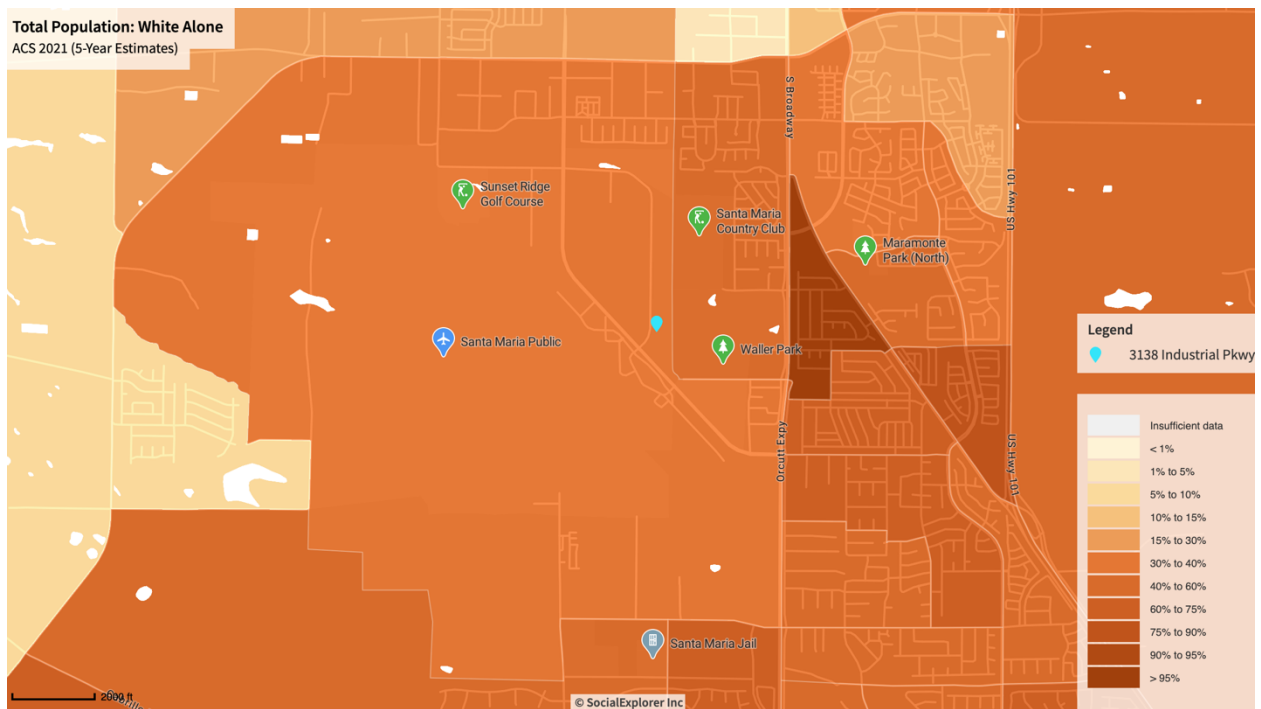 Total Population: White Alone
ACS 2021 (5-Year Estimates)
S Broadway
US Hwy 101
Sunset Ridge
Golf Course
Santa Maria
Country Club
Maramonte
Park (North)
Santa Maria Public
Waller Park
Legend
3138 Industrial Pkwy
Orcutt Expy
US Hwy 101
Insufficient data
< 1%
1% to 5%
5% to 10%
10% to 15%
15% to 30%
30% to 40%
40% to 60%
60% to 75%
75% to 90%
90% to 95%
> 95%
Santa Maria Jail
2000 ft
© SocialExplorer Inc